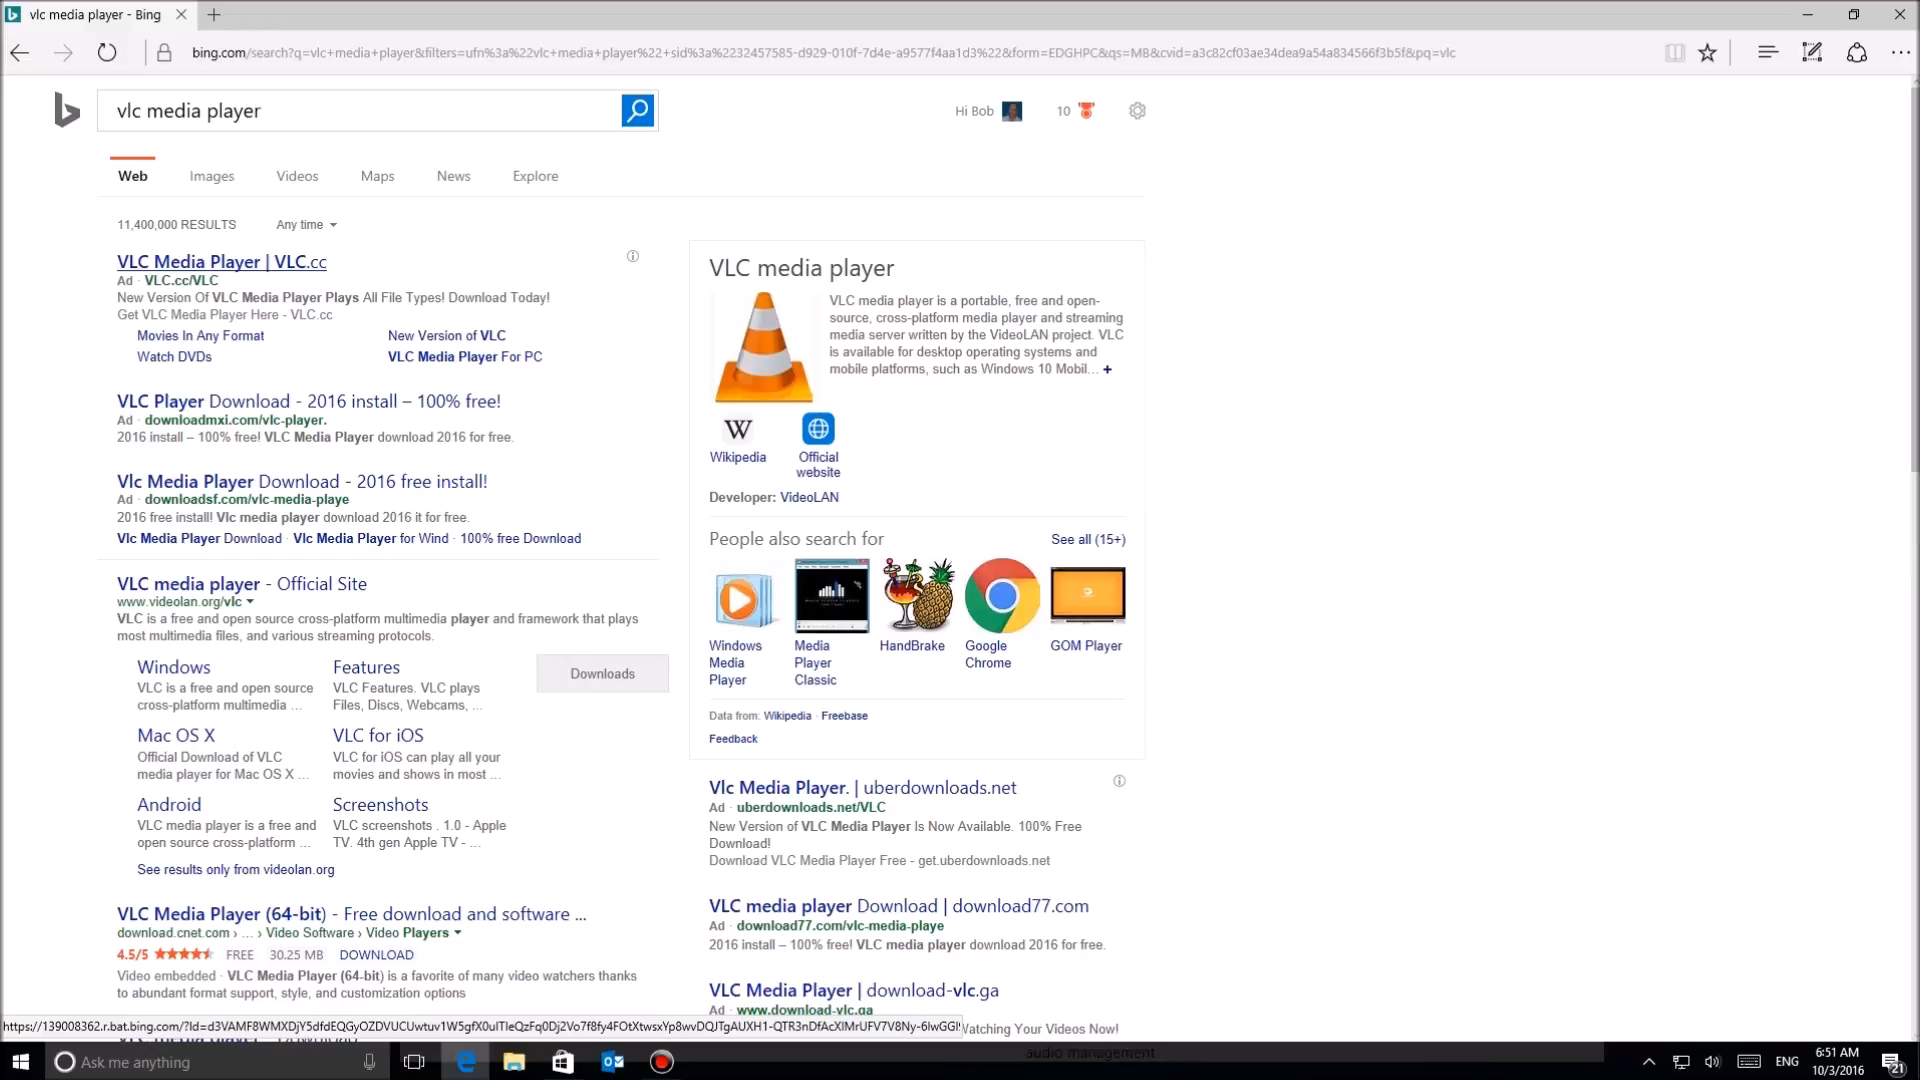 vlc media player - Bing
bing.com/search?q=vlc+media+player&filters=ufn%3a%22vlc+media+player%22+sid%3a%2232457585-d929-010f-7d4e-a9577f4aa1d3%22&form=EDGHPC&qs=MB&cvid=a3c82cf03ae34dea9a54a834566f3b5f&pq=vlc
vlc media player
Hi Bob
10
Web
Images
Videos
Maps
News
Explore
11,400,000 RESULTS
Any time
VLC Media Player | VLC.cc
Ad · VLC.cc/VLC
New Version Of VLC Media Player Plays All File Types! Download Today!
Get VLC Media Player Here - VLC.cc
Movies In Any Format
New Version of VLC
Watch DVDs
VLC Media Player For PC
VLC Player Download - 2016 install – 100% free!
Ad · downloadmxi.com/vlc-player.
2016 install – 100% free! VLC Media Player download 2016 for free.
Vlc Media Player Download - 2016 free install!
Ad · downloadsf.com/vlc-media-playe
2016 free install! Vlc media player download 2016 it for free.
Vlc Media Player Download · Vlc Media Player for Wind · 100% free Download
VLC media player - Official Site
www.videolan.org/vlc
VLC is a free and open source cross-platform multimedia player and framework that plays
most multimedia files, and various streaming protocols.
Windows
VLC is a free and open source
cross-platform multimedia ...
Features
VLC Features. VLC plays
Files, Discs, Webcams, ...
Downloads
Mac OS X
Official Download of VLC
media player for Mac OS X ...
VLC for iOS
VLC for iOS can play all your
movies and shows in most ...
Android
VLC media player is a free and
open source cross-platform ...
Screenshots
VLC screenshots . 1.0 - Apple
TV. 4th gen Apple TV - ...
See results only from videolan.org
VLC Media Player (64-bit) - Free download and software ...
download.cnet.com › ... › Video Software › Video Players
4.5/5
FREE
30.25 MB
DOWNLOAD
Video embedded · VLC Media Player (64-bit) is a favorite of many video watchers thanks
to abundant format support, style, and customization options
VLC media player
VLC media player is a portable, free and open-
source, cross-platform media player and streaming
media server written by the VideoLAN project. VLC
is available for desktop operating systems and
mobile platforms, such as Windows 10 Mobil... +
W
Wikipedia
Official
website
Developer: VideoLAN
People also search for
See all (15+)
Windows
Media
Player
Media
Player
Classic
HandBrake
Google
Chrome
GOM Player
Data from: Wikipedia · Freebase
Feedback
Vlc Media Player. | uberdownloads.net
Ad · uberdownloads.net/VLC
New Version of VLC Media Player Is Now Available. 100% Free
Download!
Download VLC Media Player Free - get.uberdownloads.net
VLC media player Download | download77.com
Ad · download77.com/vlc-media-playe
2016 install – 100% free! VLC media player download 2016 for free.
VLC Media Player | download-vlc.ga
Ad · www.download-vlc.ga
Watching Your Videos Now!
audio management.
Ask me anything
ENG
6:51 AM
10/3/2016
21